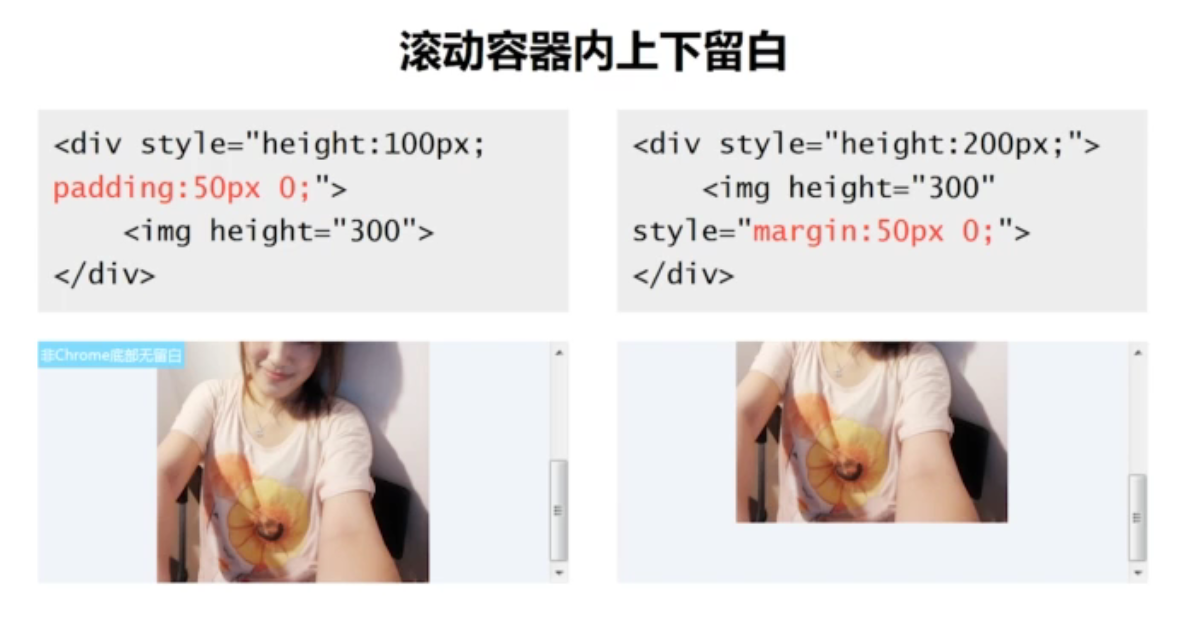 滚动容器内上下留白
<div style="height:100px;
padding:50px 0;">
    <img height="300">
</div>
<div style="height:200px;">
    <img height="300"
style="margin:50px 0;">
</div>
非Chrome底部无留白